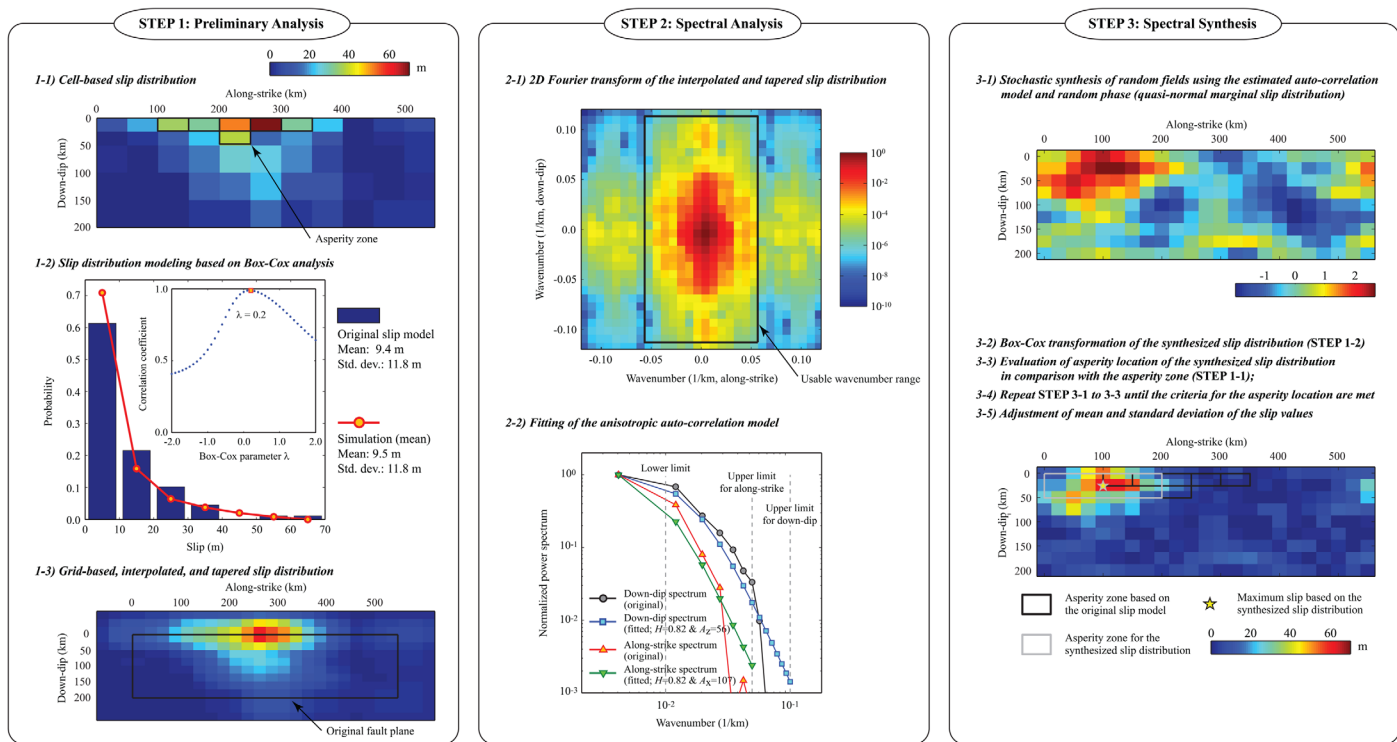 STEP 1: Preliminary Analysis
0 20 40 60
m
1-1) Cell-based slip distribution
Along-strike (km)
0 100 200 300 400 500
Down-dip (km)
0
50
100
150
200
Asperity zone
1-2) Slip distribution modeling based on Box-Cox analysis
Probability
0.7
0.6
0.5
0.4
0.3
0.2
0.1
0.0
0 10 20 30 40 50 60 70
Slip (m)
Correlation coefficient
1.0
0.5
0.0
λ = 0.2
-2.0 -1.0 0.0 1.0 2.0
Box-Cox parameter λ
Original slip model
Mean: 9.4 m
Std. dev.: 11.8 m
Simulation (mean)
Mean: 9.5 m
Std. dev.: 11.8 m
1-3) Grid-based, interpolated, and tapered slip distribution
Along-strike (km)
0 100 200 300 400 500
Down-dip (km)
0
50
100
150
200
Original fault plane
STEP 2: Spectral Analysis
2-1) 2D Fourier transform of the interpolated and tapered slip distribution
Wavenumber (1/km, down-dip)
0.10
0.05
0.0
-0.05
-0.10
-0.10 -0.05 0.0 0.05 0.10
Wavenumber (1/km, along-strike)
10^0
10^-2
10^-4
10^-6
10^-8
10^-10
Usable wavenumber range
2-2) Fitting of the anisotropic auto-correlation model
Normalized power spectrum
10^0
10^-1
10^-2
10^-3
Lower limit
Upper limit
for along-strike
Upper limit
for down-dip
Down-dip spectrum
(original)
Down-dip spectrum
(fitted; H=0.82 & Az=56)
Along-strike spectrum
(original)
Along-strike spectrum
(fitted; H=0.82 & Ax=107)
10^-2 10^-1
Wavenumber (1/km)
STEP 3: Spectral Synthesis
3-1) Stochastic synthesis of random fields using the estimated auto-correlation
model and random phase (quasi-normal marginal slip distribution)
Along-strike (km)
0 100 200 300 400 500
Down-dip (km)
0
50
100
150
200
-1 0 1 2
3-2) Box-Cox transformation of the synthesized slip distribution (STEP 1-2)
3-3) Evaluation of asperity location of the synthesized slip distribution
in comparison with the asperity zone (STEP 1-1);
3-4) Repeat STEP 3-1 to 3-3 until the criteria for the asperity location are met
3-5) Adjustment of mean and standard deviation of the slip values
Along-strike (km)
0 100 200 300 400 500
Down-dip (km)
0
50
100
150
200
Asperity zone based on
the original slip model
Maximum slip based on the
synthesized slip distribution
Asperity zone for the
synthesized slip distribution
0 20 40 60
m